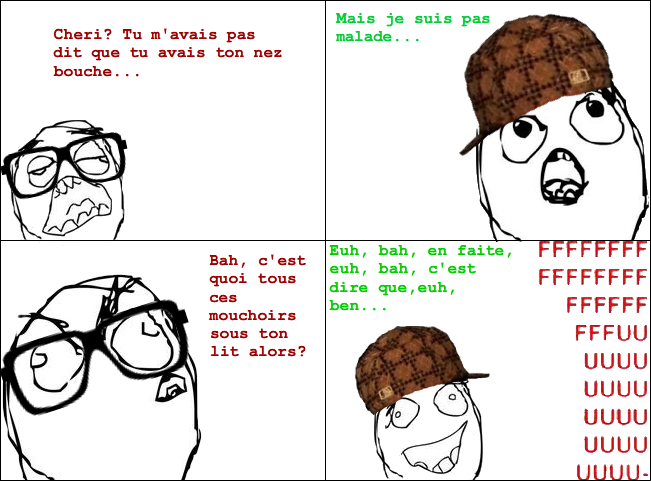 Cheri? Tu m'avais pas
dit que tu avais ton nez
bouche...
Mais je suis pas
malade...
Bah, c'est
quoi tous
ces
mouchoirs
sous ton
lit alors?
Euh, bah, en faite,
euh, bah, c'est
dire que,euh,
ben...
FFFFFFFF
FFFFFFFF
FFFFFF
FFFUU
UUUU
UUUU
UUUU
UUUU
UUUU-